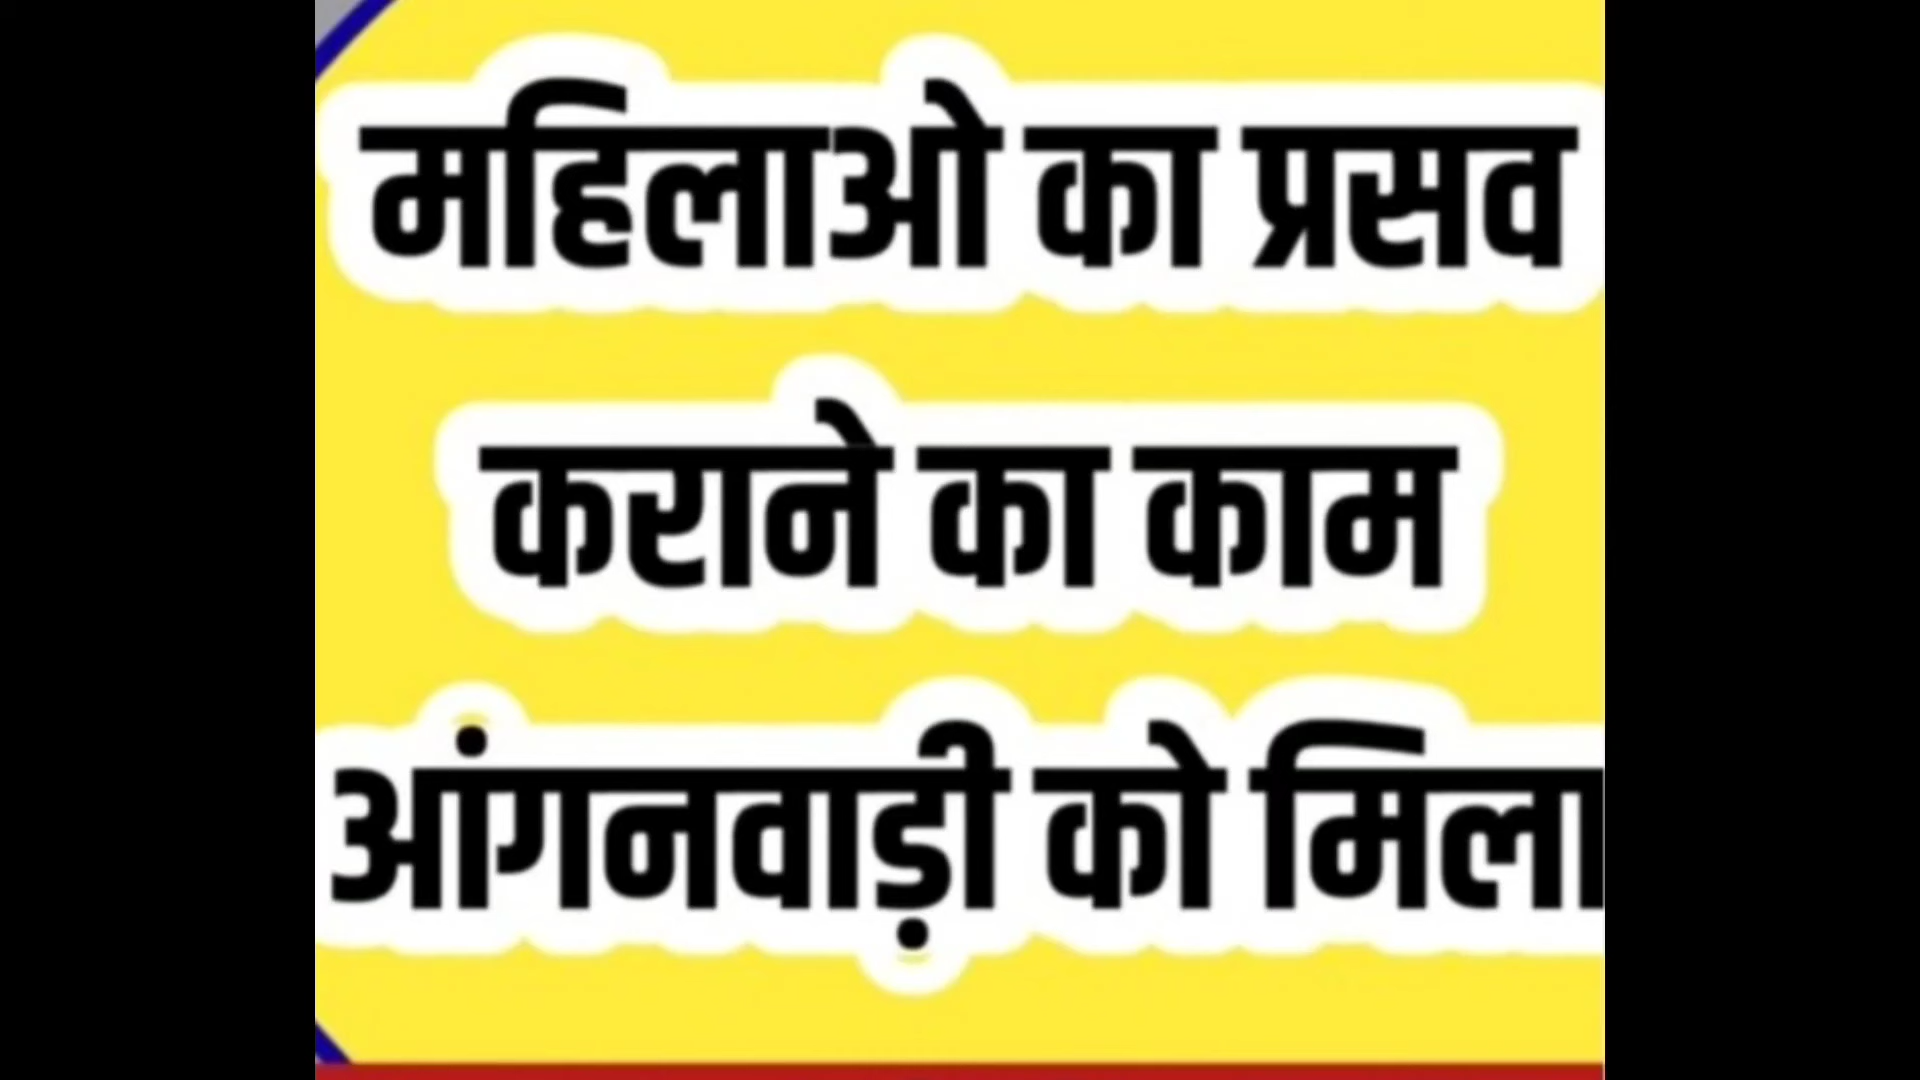 महिलाओ का प्रसव
कराने का काम
आंगनवाड़ी को मिला